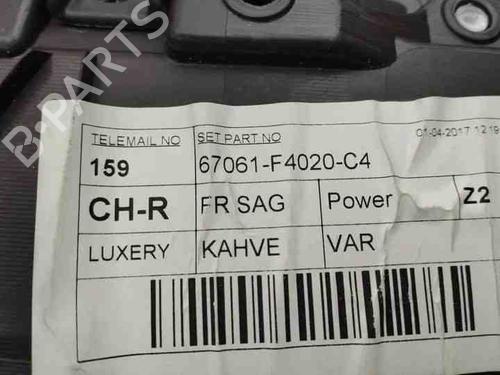 B-PARTS
TELEMAIL NO SET PART NO 01-04-2017 12:19
159 67061-F4020-C4
CH-R FR SAG Power Z2
LUXERY KAHVE VAR